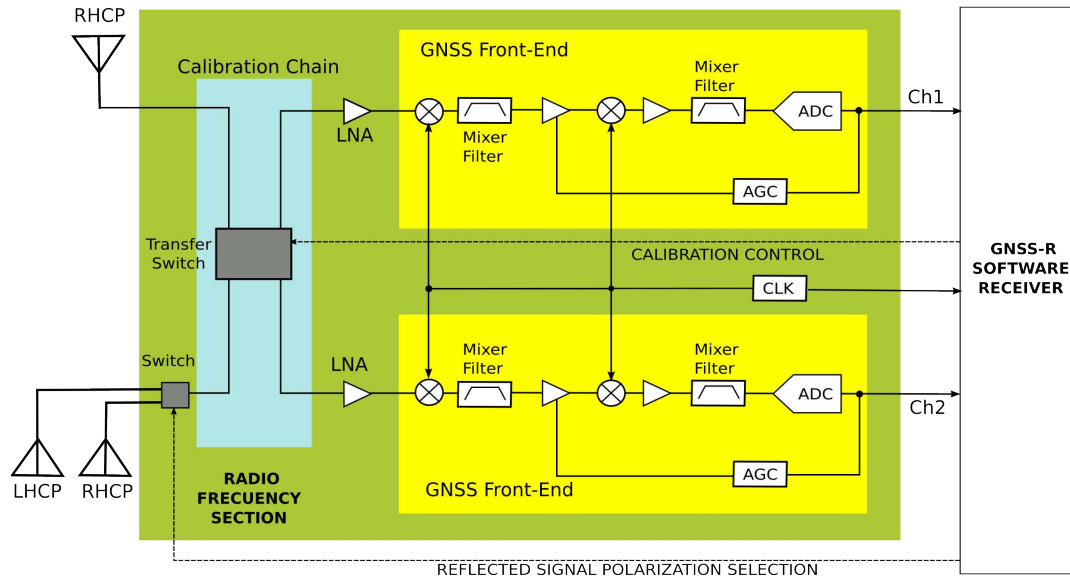 RHCP
GNSS Front-End
Calibration Chain
Mixer
Filter
Ch1
ADC
LNA
Mixer
Filter
AGC
Transfer
Switch
CALIBRATION CONTROL
GNSS-R
SOFTWARE
RECEIVER
CLK
Switch
LNA
Mixer
Filter
Mixer
Filter
ADC
Ch2
AGC
LHCP
RHCP
RADIO
FRECUENCY
SECTION
GNSS Front-End
REFLECTED SIGNAL POLARIZATION SELECTION